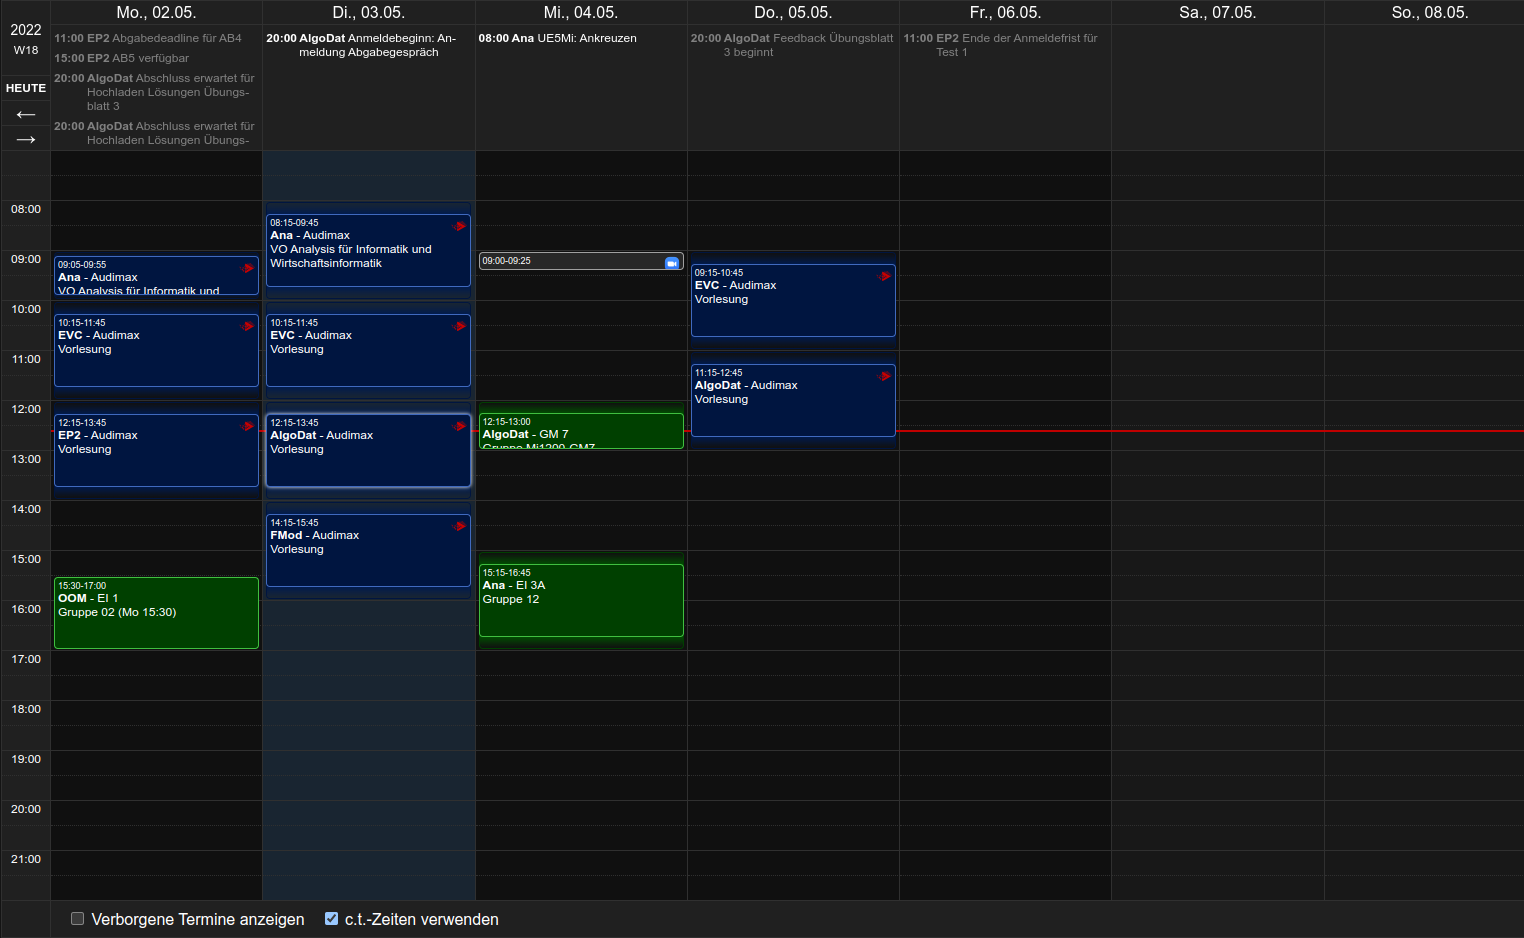 2022
W18
HEUTE
←
→
Mo., 02.05.
Di., 03.05.
Mi., 04.05.
Do., 05.05.
Fr., 06.05.
Sa., 07.05.
So., 08.05.
11:00 EP2 Abgabedeadline für AB4
15:00 EP2 AB5 verfügbar
20:00 AlgoDat Abschluss erwartet für
Hochladen Lösungen Übungs-
blatt 3
20:00 AlgoDat Abschluss erwartet für
Hochladen Lösungen Übungs-
20:00 AlgoDat Anmeldebeginn: An-
meldung Abgabegespräch
08:00 Ana UE5Mi: Ankreuzen
20:00 AlgoDat Feedback Übungsblatt
3 beginnt
11:00 EP2 Ende der Anmeldefrist für
Test 1
08:00
09:00
10:00
11:00
12:00
13:00
14:00
15:00
16:00
17:00
18:00
19:00
20:00
21:00
09:05-09:55
Ana - Audimax
VO Analysis für Informatik und
10:15-11:45
EVC - Audimax
Vorlesung
12:15-13:45
EP2 - Audimax
Vorlesung
15:30-17:00
OOM - EI 1
Gruppe 02 (Mo 15:30)
08:15-09:45
Ana - Audimax
VO Analysis für Informatik und
Wirtschaftsinformatik
10:15-11:45
EVC - Audimax
Vorlesung
12:15-13:45
AlgoDat - Audimax
Vorlesung
14:15-15:45
FMod - Audimax
Vorlesung
09:00-09:25
12:15-13:00
AlgoDat - GM 7
Gruppe Mi1200-GM7
15:15-16:45
Ana - EI 3A
Gruppe 12
09:15-10:45
EVC - Audimax
Vorlesung
11:15-12:45
AlgoDat - Audimax
Vorlesung
Verborgene Termine anzeigen
c.t.-Zeiten verwenden